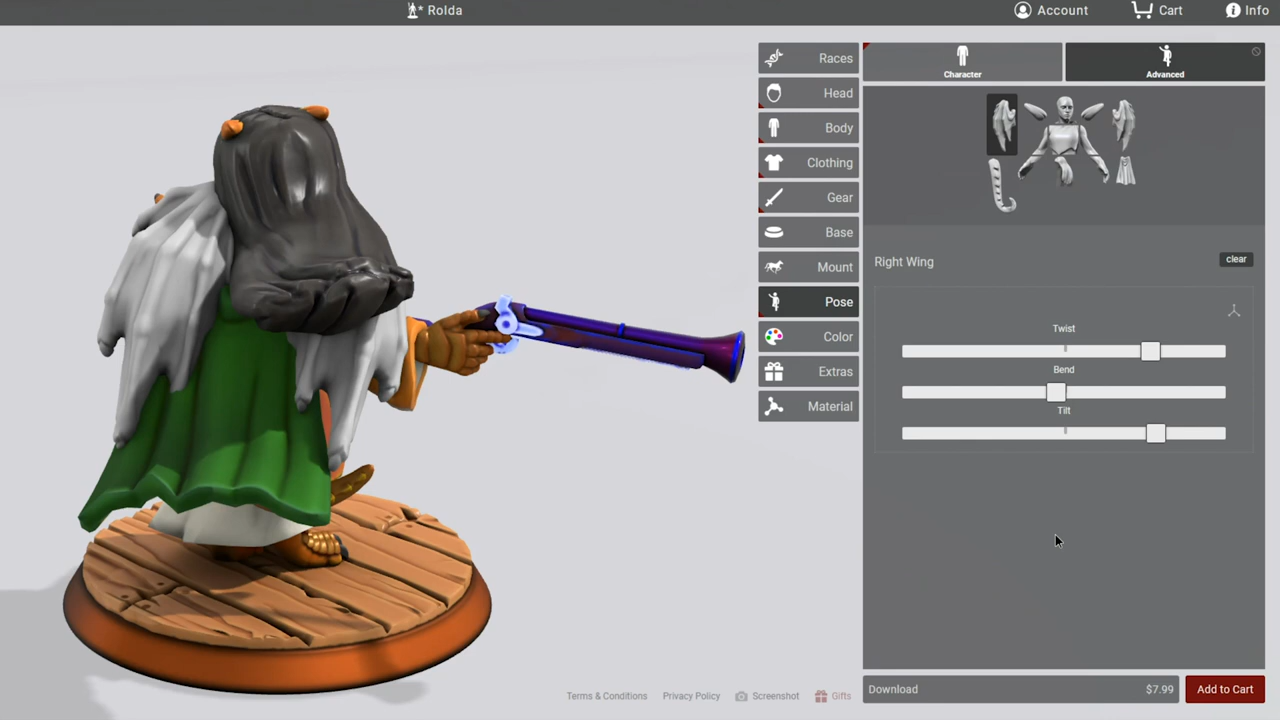 * Rolda
Account
Cart
Info
Races
Head
Body
Clothing
Gear
Base
Mount
Pose
Color
Extras
Material
Character
Advanced
Right Wing
clear
Twist
Bend
Tilt
Terms & Conditions
Privacy Policy
Screenshot
Gifts
Download $7.99
Add to Cart